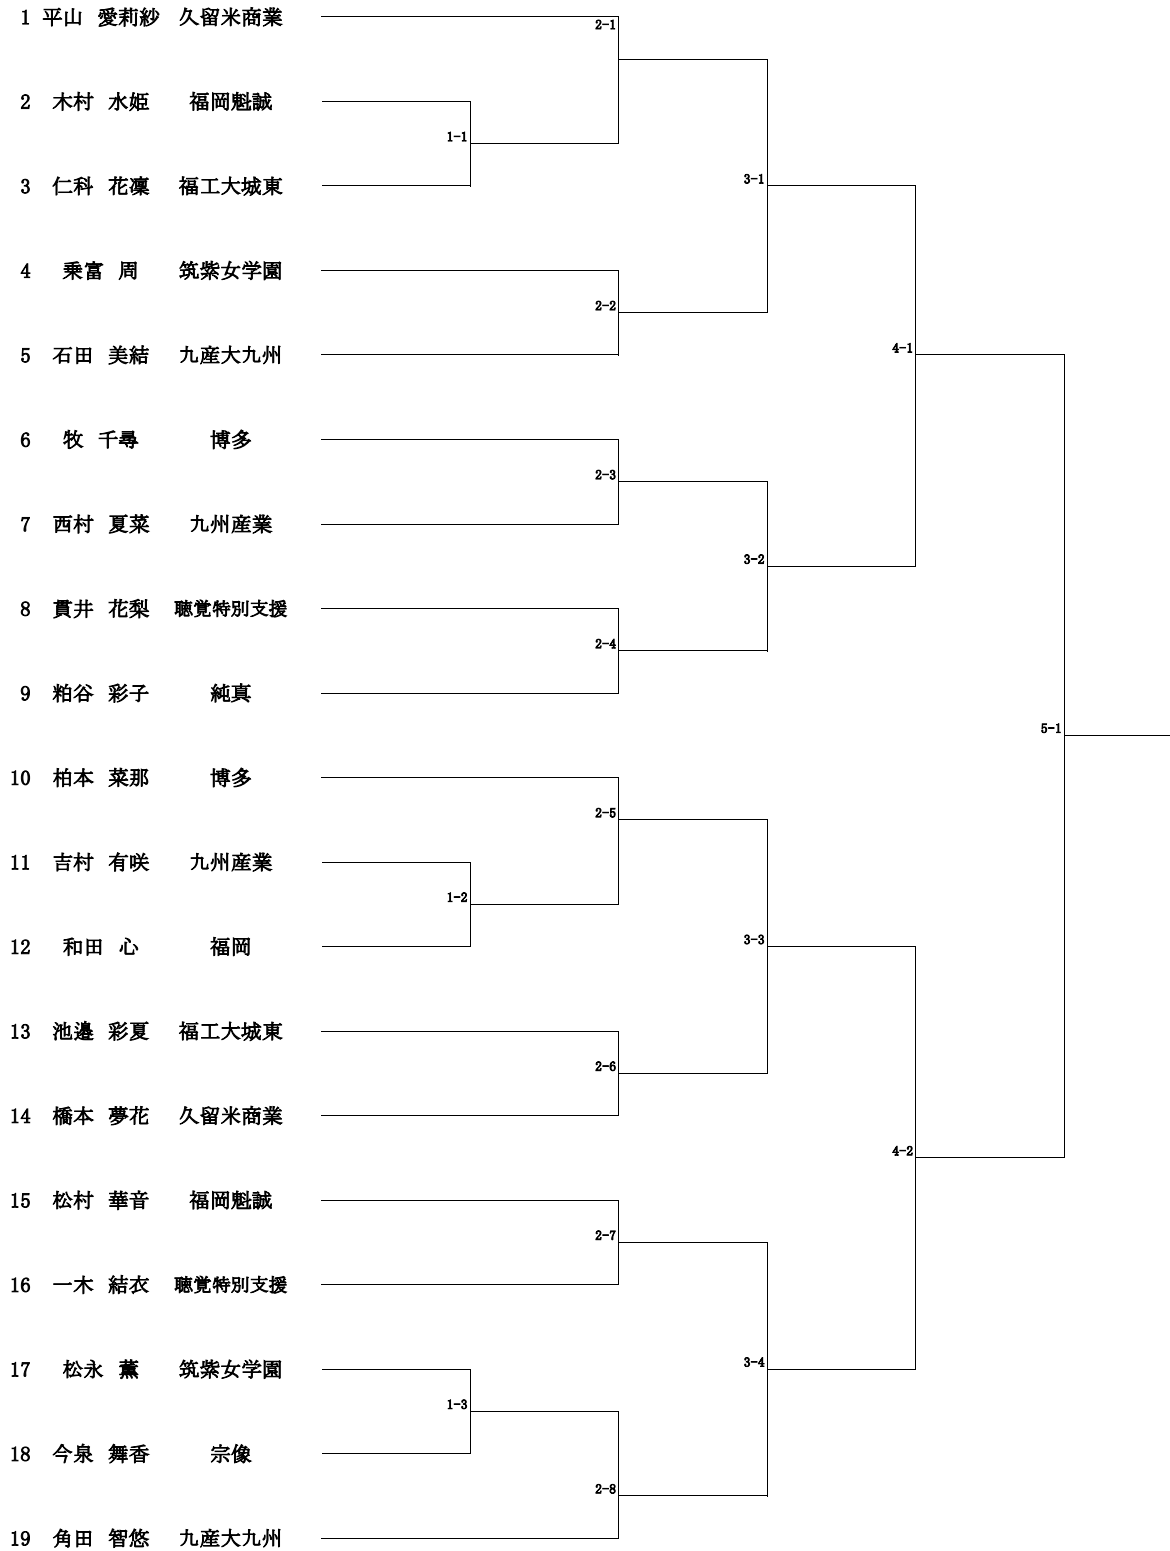 1 平山 愛莉紗 久留米商業
2-1
2 木村 水姫 福岡魁誠
1-1
3 仁科 花凜 福工大城東
3-1
4 乗富 周 筑紫女学園
2-2
5 石田 美結 九産大九州
4-1
6 牧 千尋 博多
2-3
7 西村 夏菜 九州産業
3-2
8 貫井 花梨 聴覚特別支援
2-4
9 粕谷 彩子 純真
5-1
10 柏本 菜那 博多
2-5
11 吉村 有咲 九州産業
1-2
12 和田 心 福岡
3-3
13 池邉 彩夏 福工大城東
2-6
14 橋本 夢花 久留米商業
4-2
15 松村 華音 福岡魁誠
2-7
16 一木 結衣 聴覚特別支援
3-4
17 松永 薫 筑紫女学園
1-3
18 今泉 舞香 宗像
2-8
19 角田 智悠 九産大九州